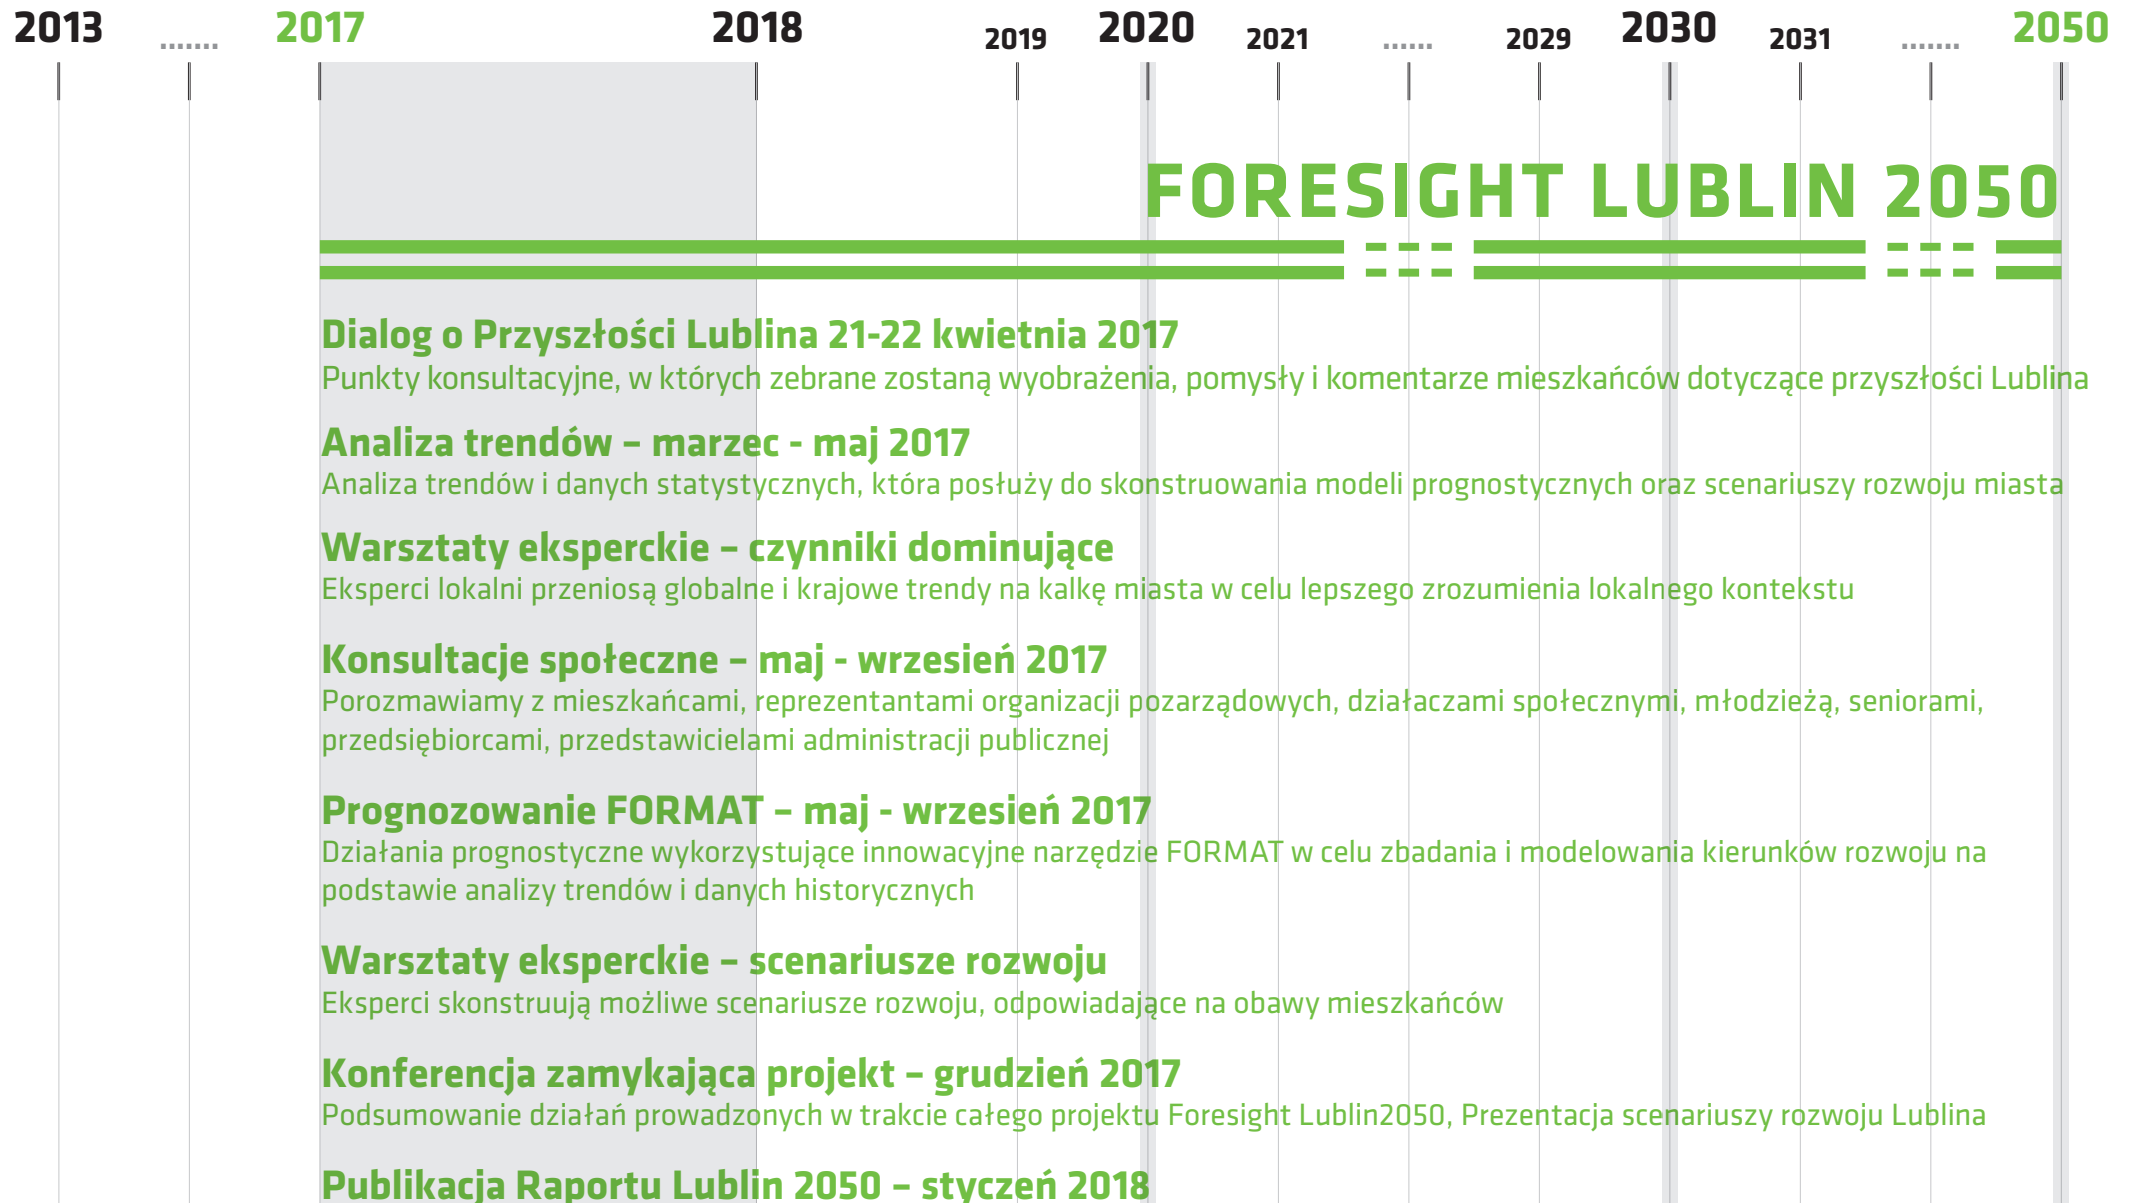 2013 ....... 2017 2018 2019 2020 2021 ...... 2029 2030 2031 ....... 2050
FORESIGHT LUBLIN 2050
Dialog o Przyszłości Lublina 21-22 kwietnia 2017
Punkty konsultacyjne, w których zebrane zostaną wyobrażenia, pomysły i komentarze mieszkańców dotyczące przyszłości Lublina
Analiza trendów – marzec - maj 2017
Analiza trendów i danych statystycznych, która posłuży do skonstruowania modeli prognostycznych oraz scenariuszy rozwoju miasta
Warsztaty eksperckie – czynniki dominujące
Eksperci lokalni przeniosą globalne i krajowe trendy na kalkę miasta w celu lepszego zrozumienia lokalnego kontekstu
Konsultacje społeczne – maj - wrzesień 2017
Porozmawiamy z mieszkańcami, reprezentantami organizacji pozarządowych, działaczami społecznymi, młodzieżą, seniorami,
przedsiębiorcami, przedstawicielami administracji publicznej
Prognozowanie FORMAT – maj - wrzesień 2017
Działania prognostyczne wykorzystujące innowacyjne narzędzie FORMAT w celu zbadania i modelowania kierunków rozwoju na
podstawie analizy trendów i danych historycznych
Warsztaty eksperckie – scenariusze rozwoju
Eksperci skonstruują możliwe scenariusze rozwoju, odpowiadające na obawy mieszkańców
Konferencja zamykająca projekt – grudzień 2017
Podsumowanie działań prowadzonych w trakcie całego projektu Foresight Lublin2050, Prezentacja scenariuszy rozwoju Lublina
Publikacja Raportu Lublin 2050 – styczeń 2018